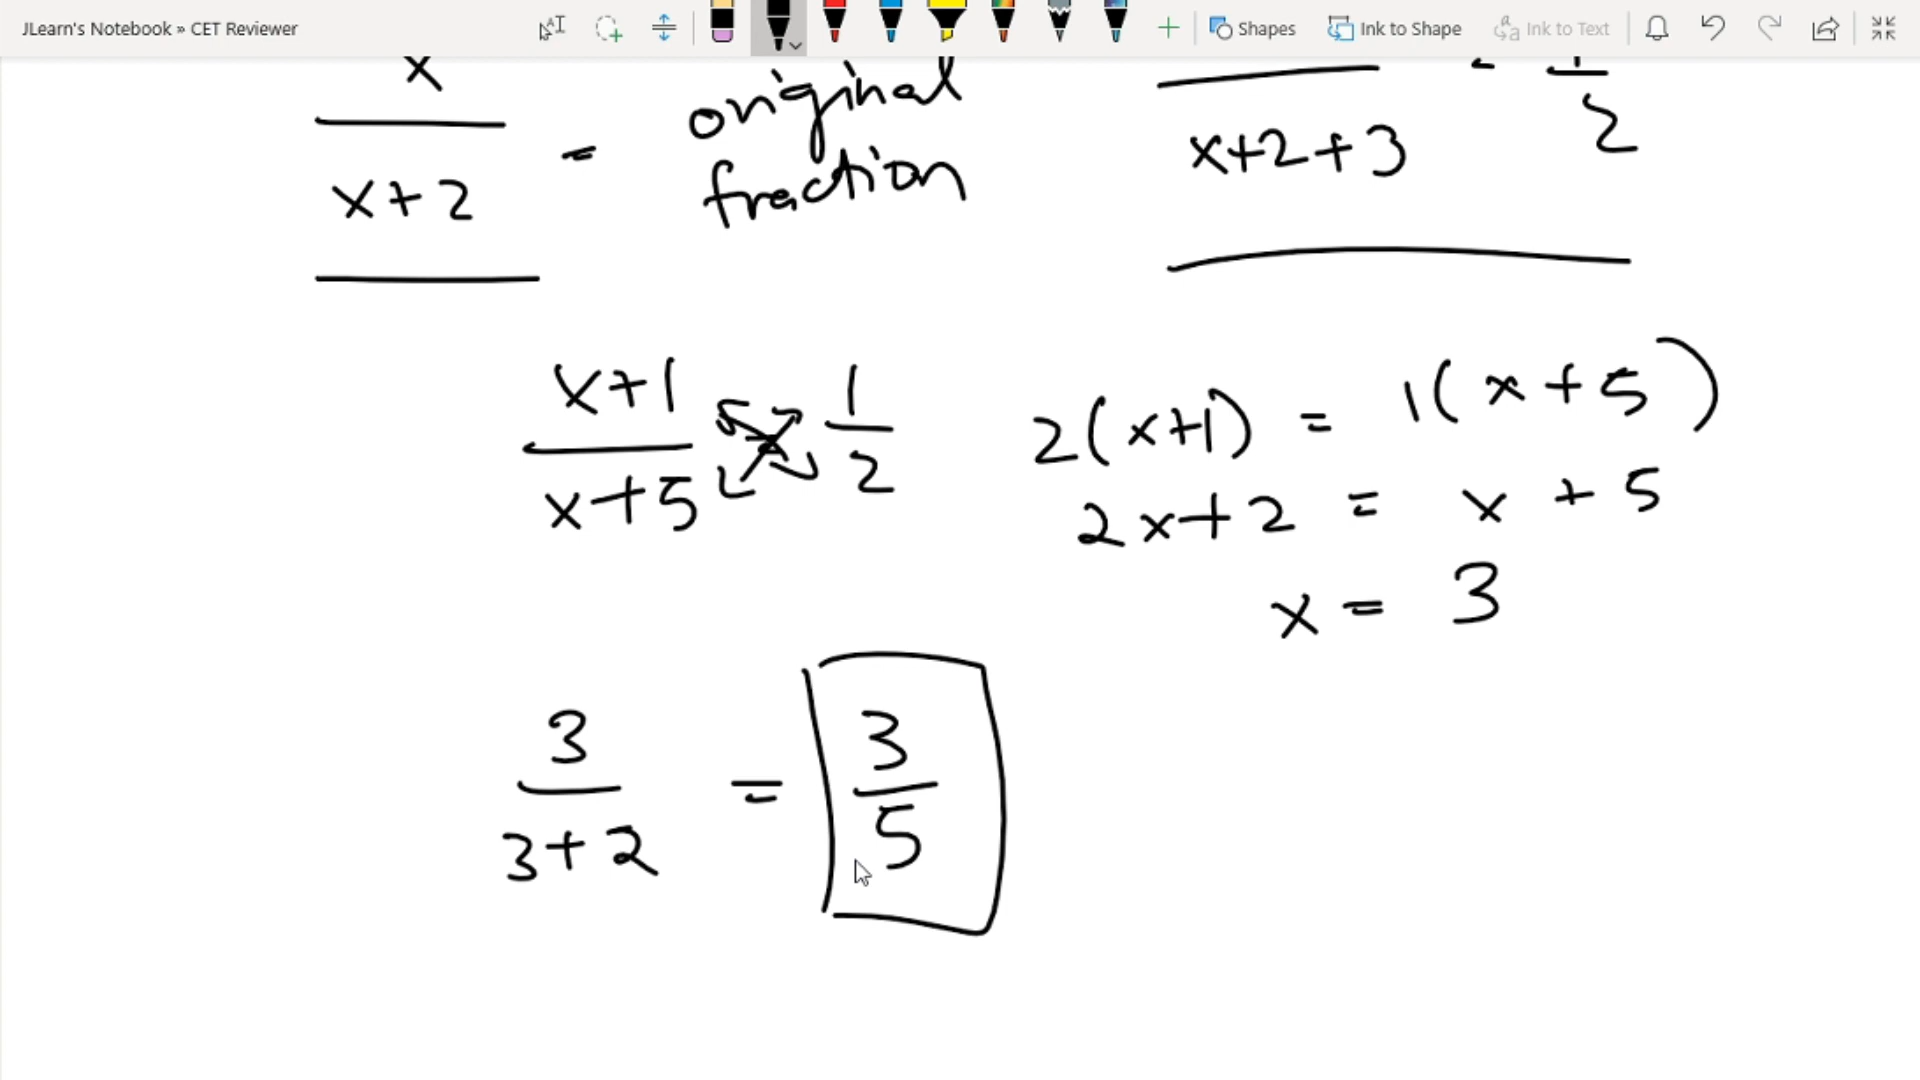 JLearn's Notebook » CET Reviewer
Shapes
Ink to Shape
Ink to Text
x
x+2
=
original
fraction
x+2+3
=
1
2
x+1
x+5
=
1
2
2(x+1) = 1(x+5)
2x+2 = x + 5
x = 3
3
3+2
=
3
5